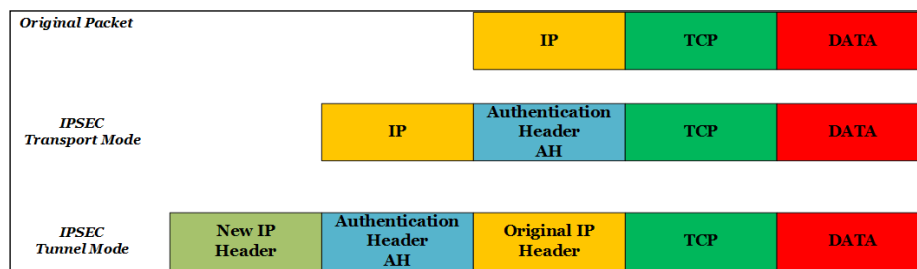 Original Packet
IP
TCP
DATA
IPSEC
Transport Mode
IP
Authentication
Header
AH
TCP
DATA
IPSEC
Tunnel Mode
New IP
Header
Authentication
Header
AH
Original IP
Header
TCP
DATA